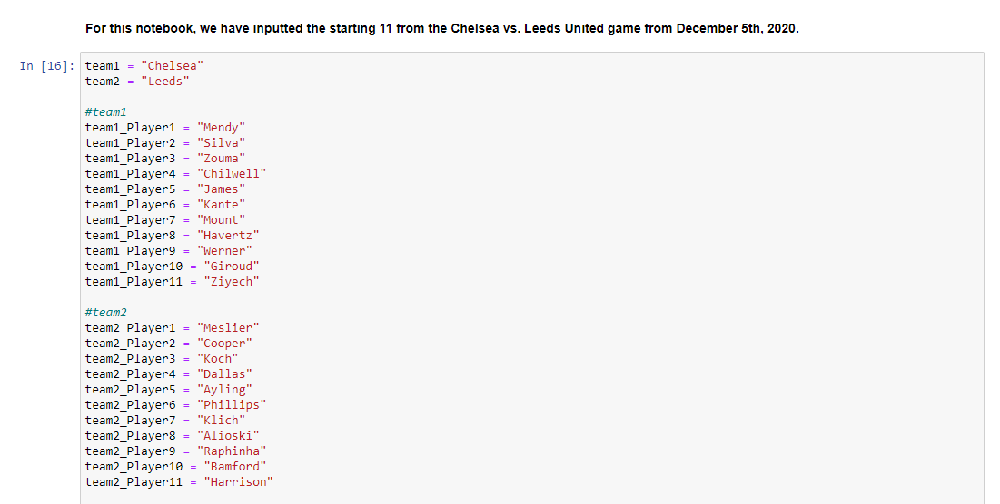 For this notebook, we have inputted the starting 11 from the Chelsea vs. Leeds United game from December 5th, 2020.
In [16]: team1 = "Chelsea"
team2 = "Leeds"
#team1
team1_Player1 = "Mendy"
team1_Player2 = "Silva"
team1_Player3 = "Zouma"
team1_Player4 = "Chilwell"
team1_Player5 = "James"
team1_Player6 = "Kante"
team1_Player7 = "Mount"
team1_Player8 = "Havertz"
team1_Player9 = "Werner"
team1_Player10 = "Giroud"
team1_Player11 = "Ziyech"
#team2
team2_Player1 = "Meslier"
team2_Player2 = "Cooper"
team2_Player3 = "Koch"
team2_Player4 = "Dallas"
team2_Player5 = "Ayling"
team2_Player6 = "Phillips"
team2_Player7 = "Klich"
team2_Player8 = "Alioski"
team2_Player9 = "Raphinha"
team2_Player10 = "Bamford"
team2_Player11 = "Harrison"